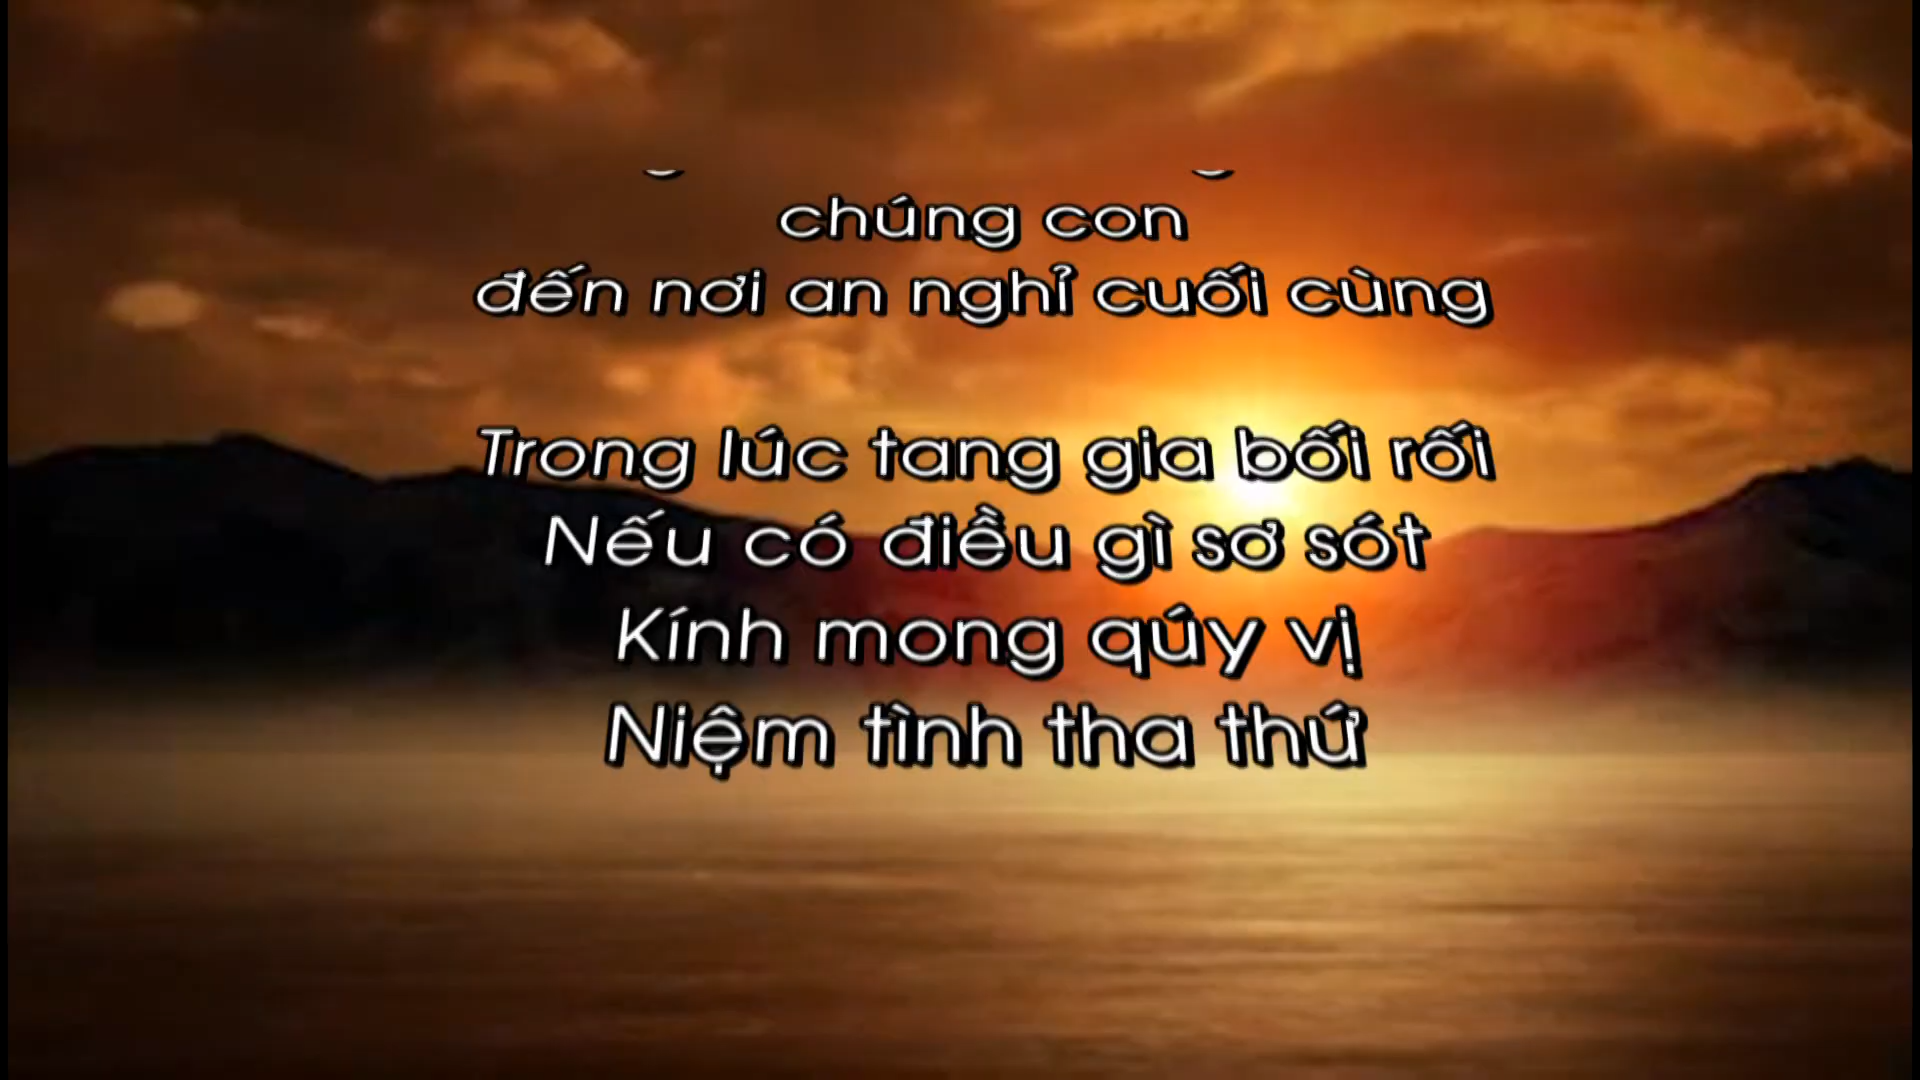 chúng con
đến nơi an nghỉ cuối cùng
Trong lúc tang gia bối rối
Nếu có điều gì sơ sót
Kính mong qúy vị
Niệm tình tha thứ